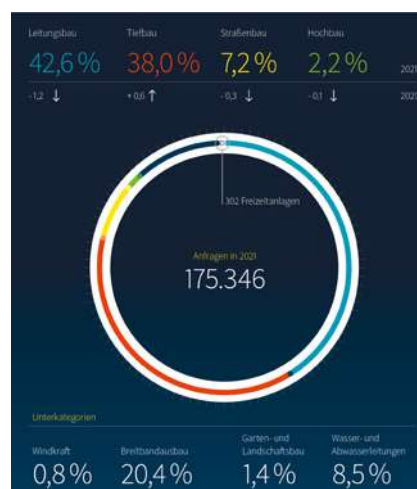 Leitungsbau Tiefbau Straßenbau Hochbau
42,6 % 38,0 % 7,2 % 2,2 % 2021
- 1,2 ↓ + 0,6 ↑ - 0,3 ↓ - 0,1 ↓
302 Freizeitanlagen
Anfragen in 2021
175.346
Unterkategorien
Garten- und Wasser- und
Windkraft Breitbandausbau Landschaftsbau Abwasserleitungen
0,8 % 20,4 % 1,4 % 8,5 %